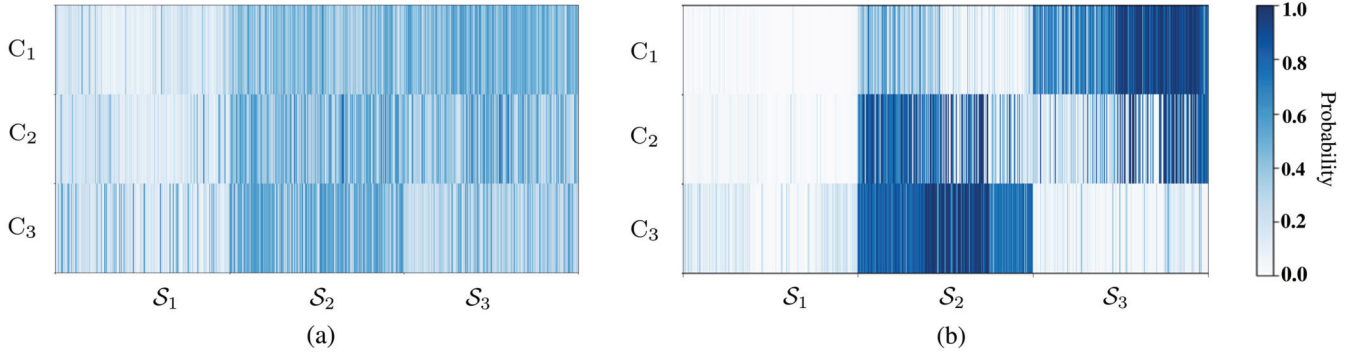 C₁
C₂
C₃
𝒮₁ 𝒮₂ 𝒮₃
(a)
C₁
C₂
C₃
𝒮₁ 𝒮₂ 𝒮₃
(b)
1.0
0.8
0.6
0.4
0.2
0.0
Probability